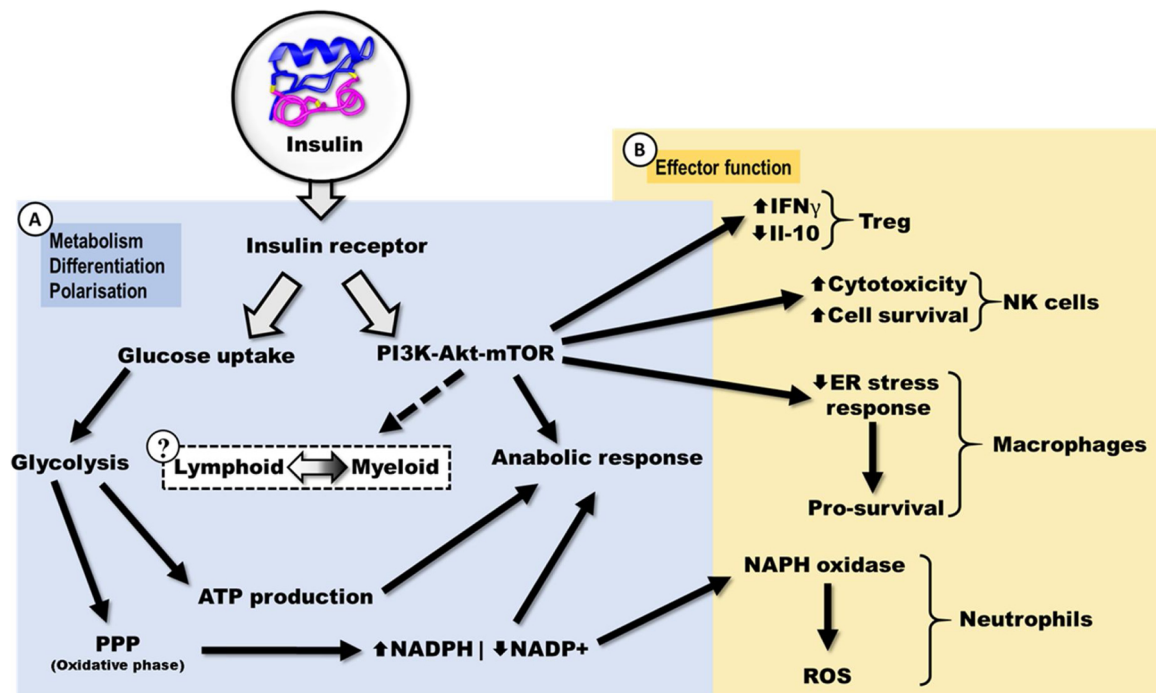 Insulin
A
Metabolism
Differentiation
Polarisation
Insulin receptor
Glucose uptake
PI3K-Akt-mTOR
?
Lymphoid
Myeloid
Glycolysis
Anabolic response
ATP production
PPP
(Oxidative phase)
⬆NADPH | ⬇NADP+
B
Effector function
⬆IFNγ
⬇Il-10
Treg
⬆Cytotoxicity
⬆Cell survival
NK cells
⬇ER stress
response
Pro-survival
Macrophages
NAPH oxidase
ROS
Neutrophils